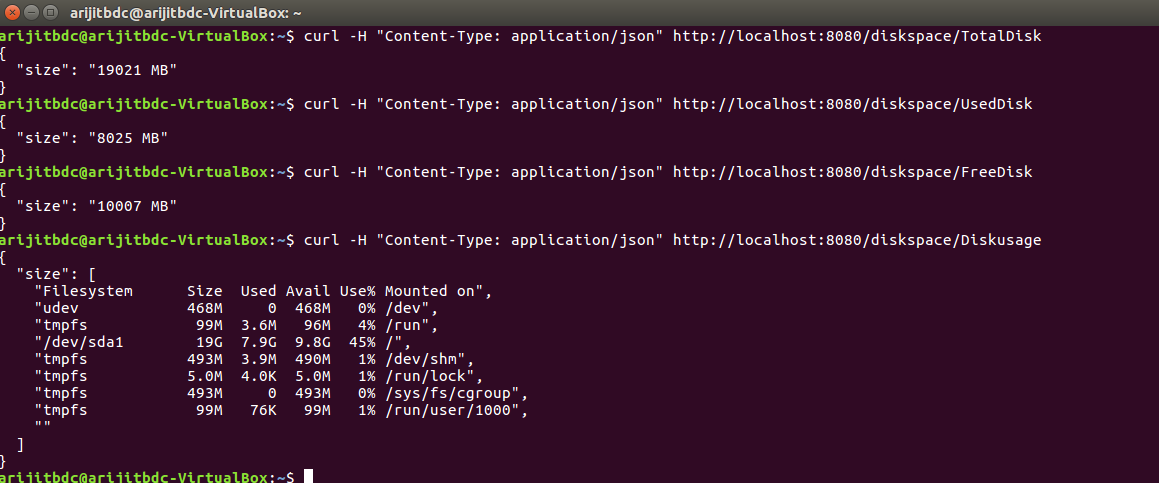 arijitbdc@arijitbdc-VirtualBox: ~
arijitbdc@arijitbdc-VirtualBox:~$ curl -H "Content-Type: application/json" http://localhost:8080/diskspace/TotalDisk
{
  "size": "19021 MB"
}
arijitbdc@arijitbdc-VirtualBox:~$ curl -H "Content-Type: application/json" http://localhost:8080/diskspace/UsedDisk
{
  "size": "8025 MB"
}
arijitbdc@arijitbdc-VirtualBox:~$ curl -H "Content-Type: application/json" http://localhost:8080/diskspace/FreeDisk
{
  "size": "10007 MB"
}
arijitbdc@arijitbdc-VirtualBox:~$ curl -H "Content-Type: application/json" http://localhost:8080/diskspace/Diskusage
{
  "size": [
    "Filesystem      Size  Used Avail Use% Mounted on",
    "udev            468M     0  468M   0% /dev",
    "tmpfs            99M  3.6M   96M   4% /run",
    "/dev/sda1        19G  7.9G  9.8G  45% /",
    "tmpfs           493M  3.9M  490M   1% /dev/shm",
    "tmpfs           5.0M  4.0K  5.0M   1% /run/lock",
    "tmpfs           493M     0  493M   0% /sys/fs/cgroup",
    "tmpfs            99M   76K   99M   1% /run/user/1000",
    ""
  ]
}
arijitbdc@arijitbdc-VirtualBox:~$